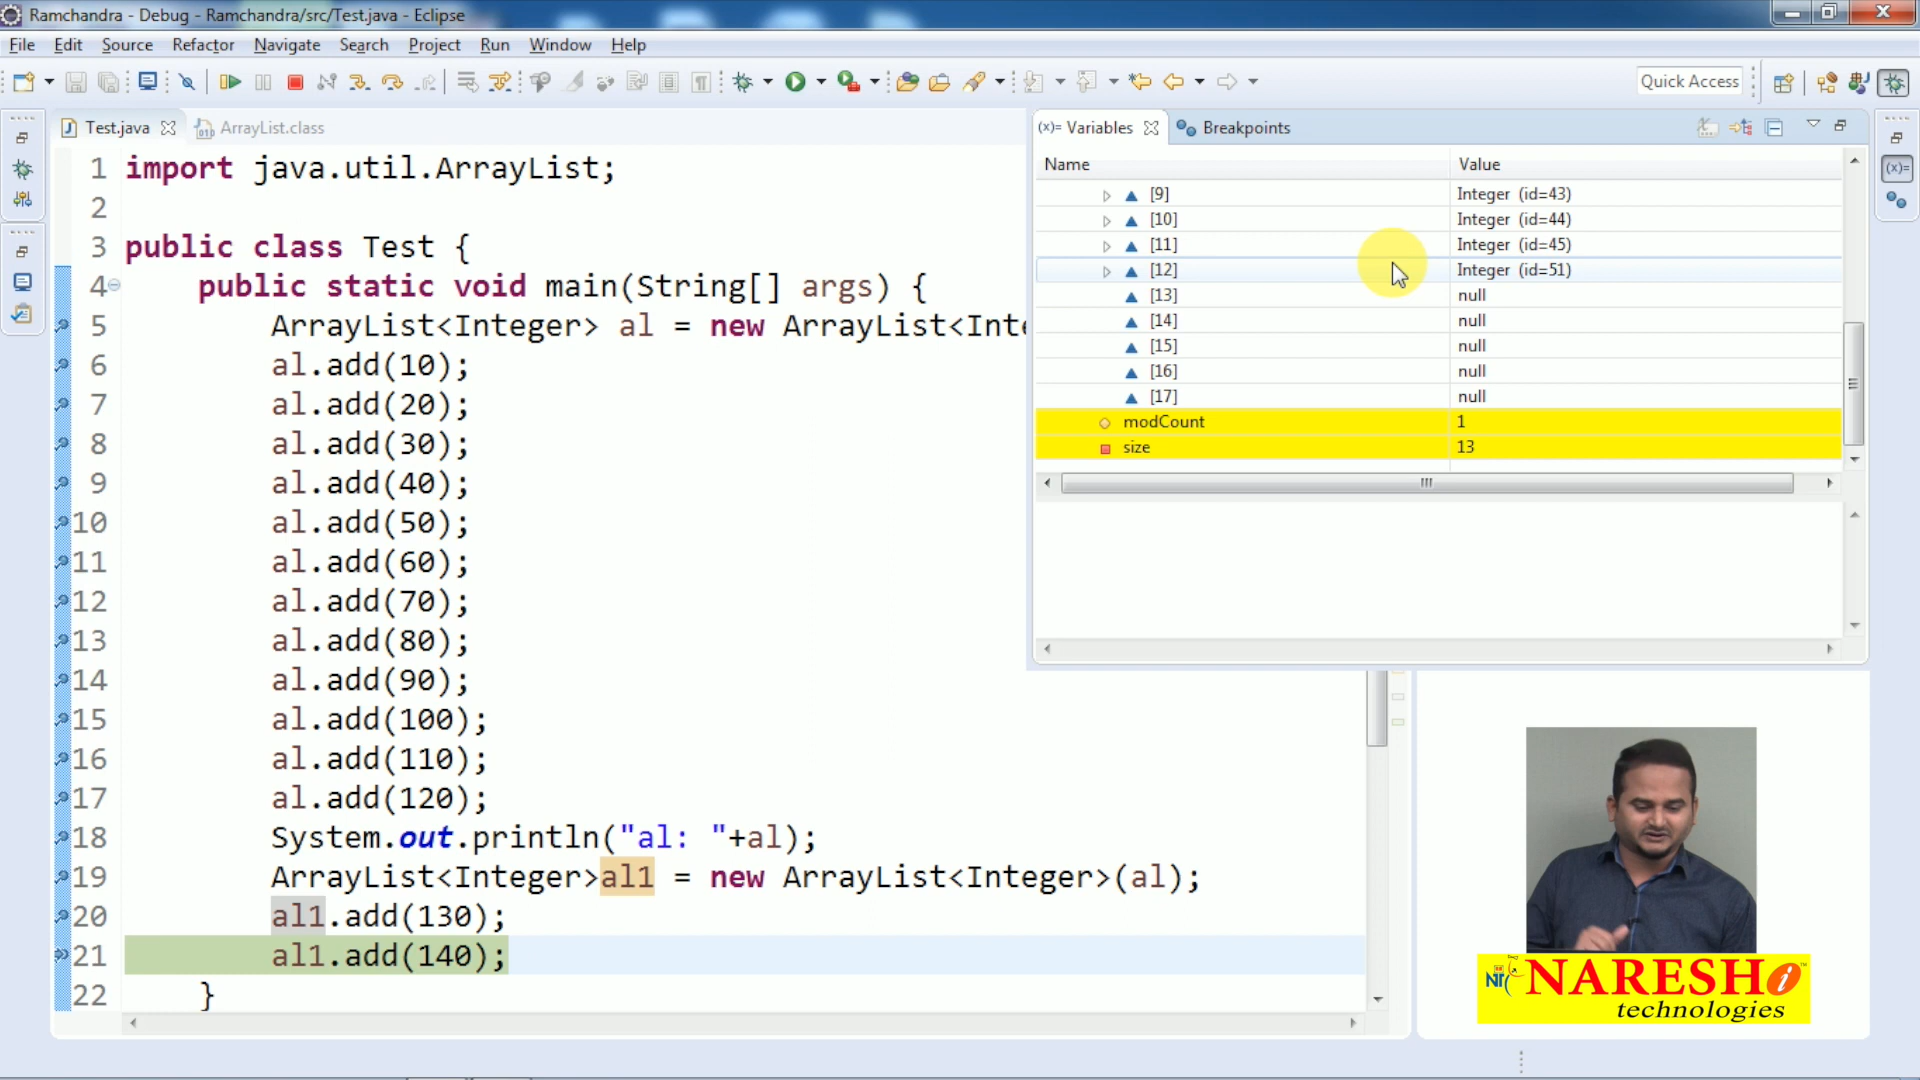 Ramchandra - Debug - Ramchandra/src/Test.java - Eclipse
File Edit Source Refactor Navigate Search Project Run Window Help
Quick Access
Test.java ArrayList.class
1 import java.util.ArrayList;
2
3 public class Test {
4 public static void main(String[] args) {
5 ArrayList<Integer> al = new ArrayList<Inte
6 al.add(10);
7 al.add(20);
8 al.add(30);
9 al.add(40);
10 al.add(50);
11 al.add(60);
12 al.add(70);
13 al.add(80);
14 al.add(90);
15 al.add(100);
16 al.add(110);
17 al.add(120);
18 System.out.println("al: "+al);
19 ArrayList<Integer>al1 = new ArrayList<Integer>(al);
20 al1.add(130);
21 al1.add(140);
22 }
(x)= Variables Breakpoints
Name Value
[9] Integer (id=43)
[10] Integer (id=44)
[11] Integer (id=45)
[12] Integer (id=51)
[13] null
[14] null
[15] null
[16] null
[17] null
modCount 1
size 13
(x)=
NT NARESH i
technologies